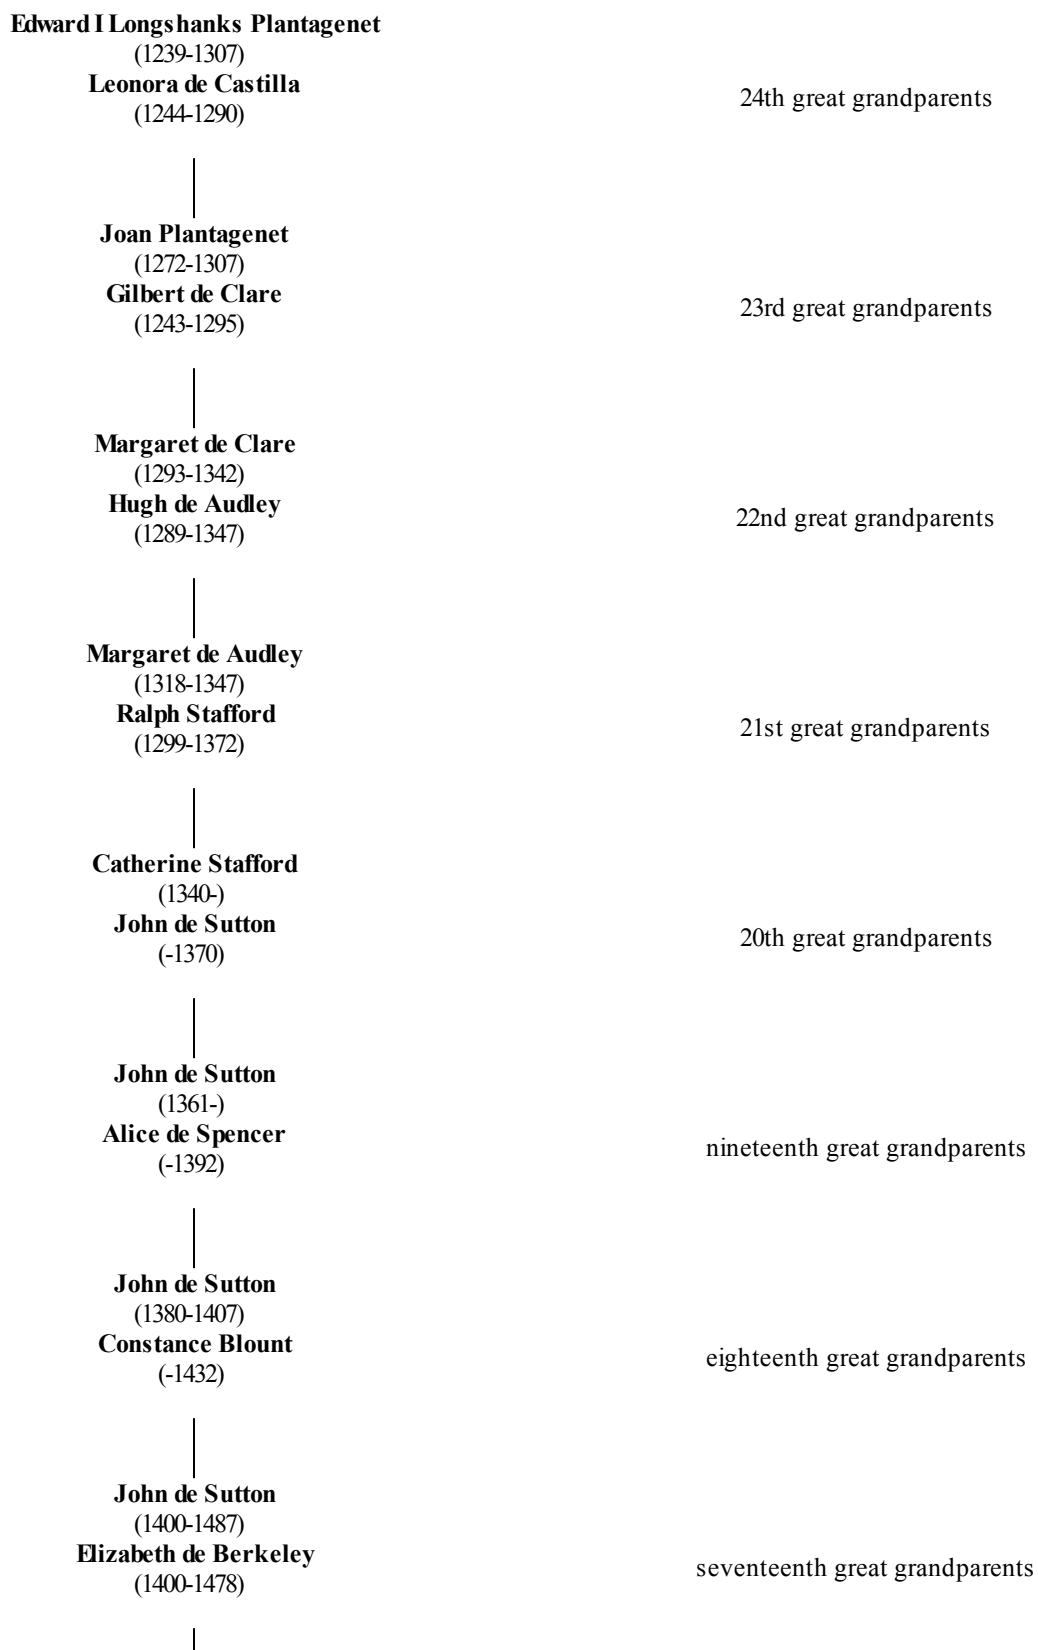 Edward I Longshanks Plantagenet
(1239-1307)
Leonora de Castilla
(1244-1290)
24th great grandparents
Joan Plantagenet
(1272-1307)
Gilbert de Clare
(1243-1295)
23rd great grandparents
Margaret de Clare
(1293-1342)
Hugh de Audley
(1289-1347)
22nd great grandparents
Margaret de Audley
(1318-1347)
Ralph Stafford
(1299-1372)
21st great grandparents
Catherine Stafford
(1340-)
John de Sutton
(-1370)
20th great grandparents
John de Sutton
(1361-)
Alice de Spencer
(-1392)
nineteenth great grandparents
John de Sutton
(1380-1407)
Constance Blount
(-1432)
eighteenth great grandparents
John de Sutton
(1400-1487)
Elizabeth de Berkeley
(1400-1478)
seventeenth great grandparents